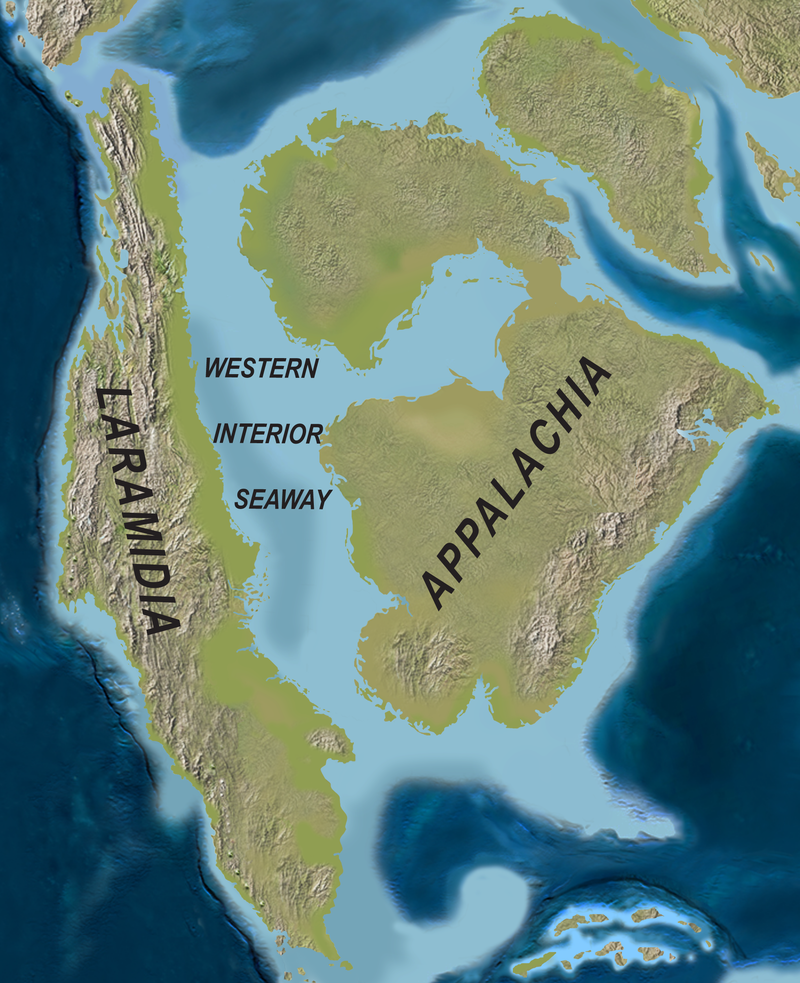 WESTERN
INTERIOR
SEAWAY
LARAMIDIA
APPALACHIA